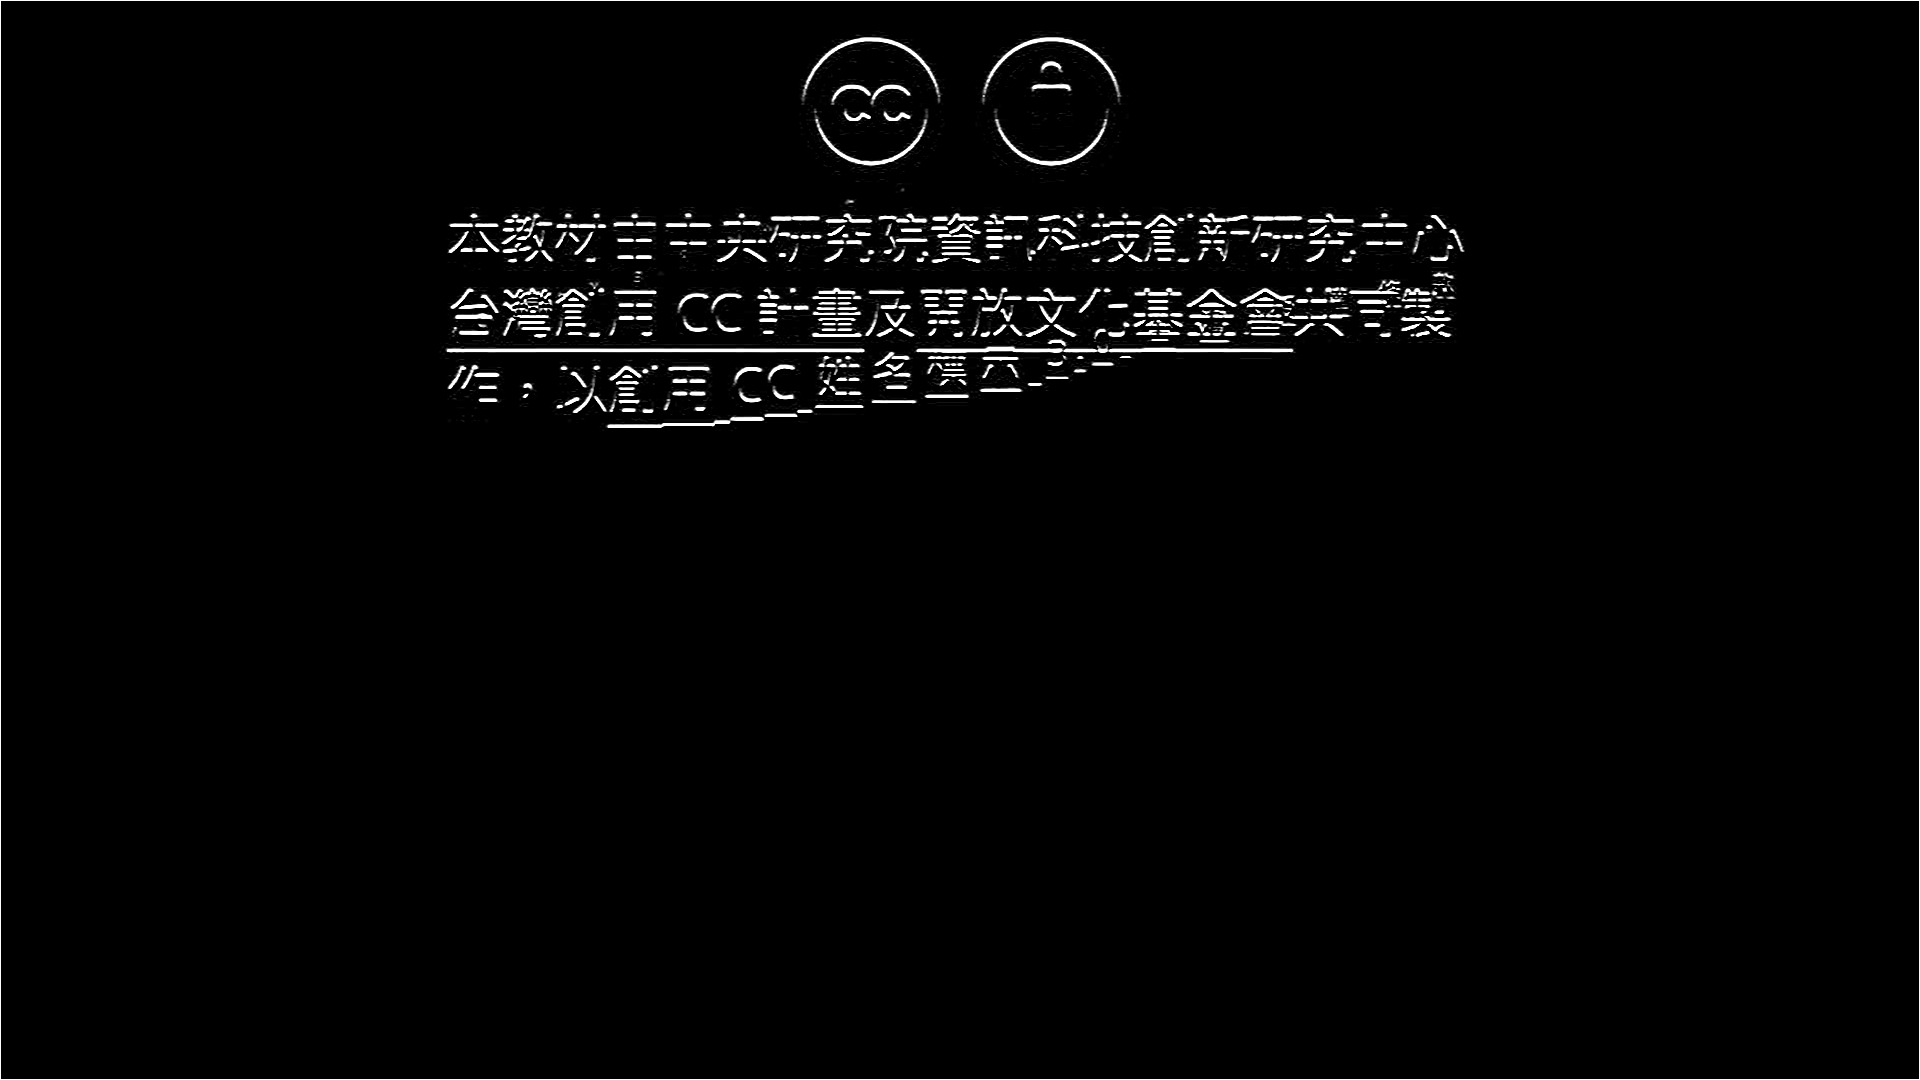 cc
本教材由中央研究院資訊科技創新研究中心
台灣創用 CC 計畫及開放文化基金會共同製
作，以創用 CC 姓名標示 3.0